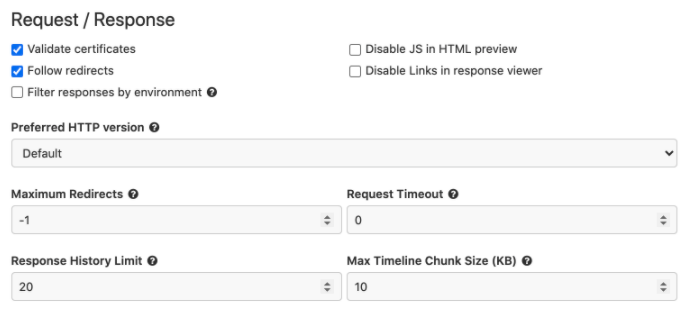 Request / Response
Validate certificates
Disable JS in HTML preview
Follow redirects
Disable Links in response viewer
Filter responses by environment ?
Preferred HTTP version ?
Default
Maximum Redirects ?
Request Timeout ?
-1
0
Response History Limit ?
Max Timeline Chunk Size (KB) ?
20
10